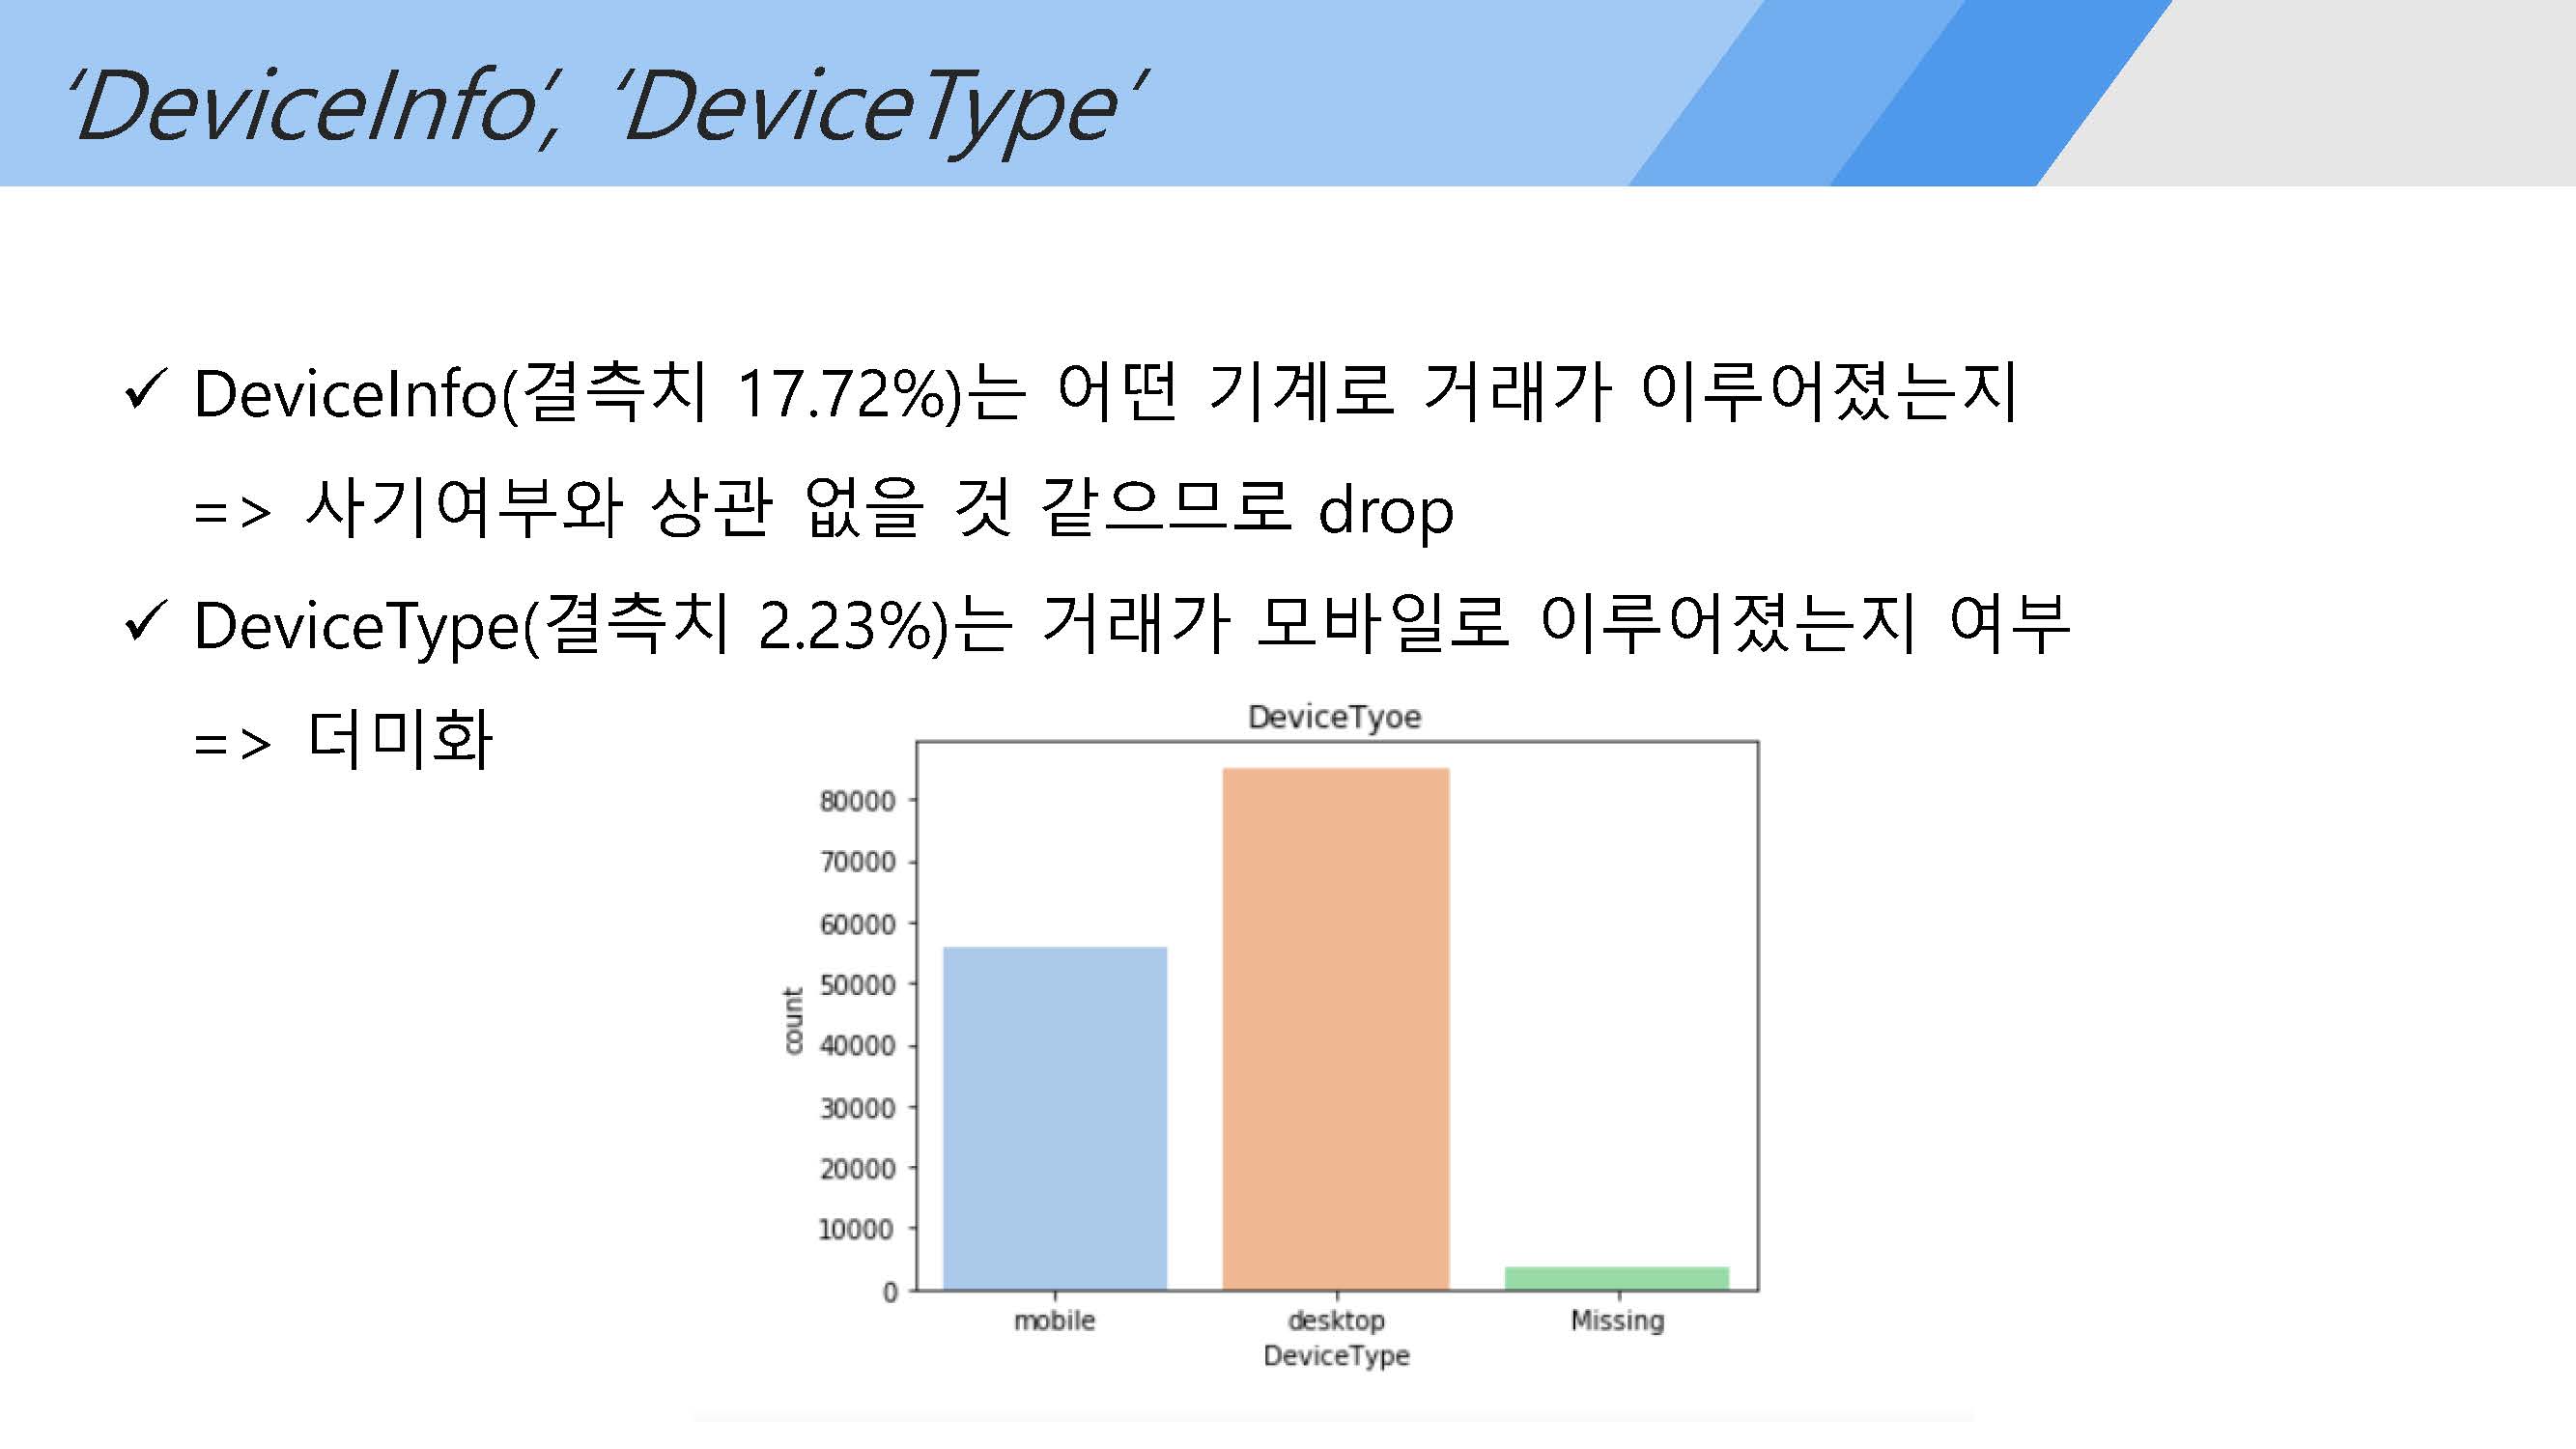 ‘DeviceInfo’, ‘DeviceType’
✓ DeviceInfo(결측치 17.72%)는 어떤 기계로 거래가 이루어졌는지
=> 사기여부와 상관 없을 것 같으므로 drop
✓ DeviceType(결측치 2.23%)는 거래가 모바일로 이루어졌는지 여부
=> 더미화
DeviceTyoe
80000
70000
60000
50000
40000
30000
20000
10000
0
count
mobile desktop Missing
DeviceType